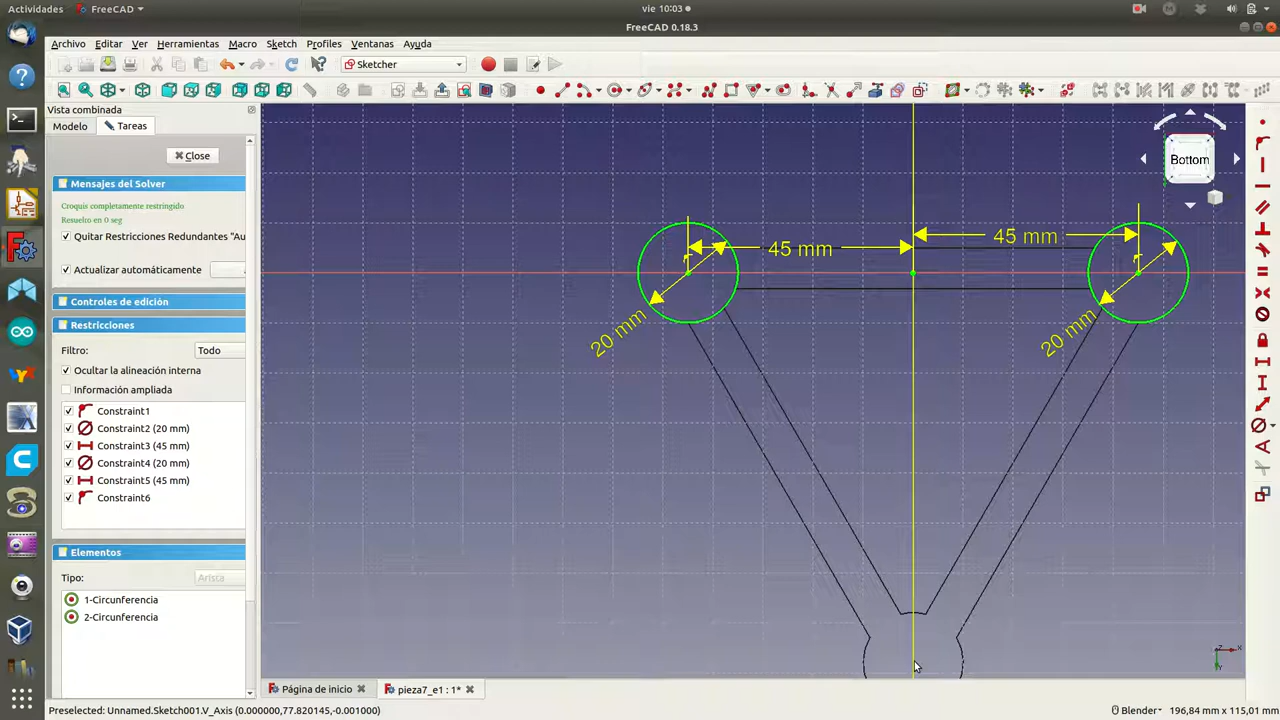 Actividades FreeCAD vie 10:03
FreeCAD 0.18.3
Archivo Editar Ver Herramientas Macro Sketch Profiles Ventanas Ayuda
Sketcher
Vista combinada
Modelo Tareas
Close
Mensajes del Solver
Croquis completamente restringido
Resuelto en 0 seg
Quitar Restricciones Redundantes "Au
Actualizar automáticamente
Controles de edición
Restricciones
Filtro: Todo
Ocultar la alineación interna
Información ampliada
Constraint1
Constraint2 (20 mm)
Constraint3 (45 mm)
Constraint4 (20 mm)
Constraint5 (45 mm)
Constraint6
Elementos
Tipo: Arista
1-Circunferencia
2-Circunferencia
Bottom
45 mm
45 mm
20 mm
20 mm
Página de inicio
pieza7_e1 : 1*
Preselected: Unnamed.Sketch001.V_Axis (0.000000,77.820145,-0.001000)
Blender
196,84 mm x 115,01 mm